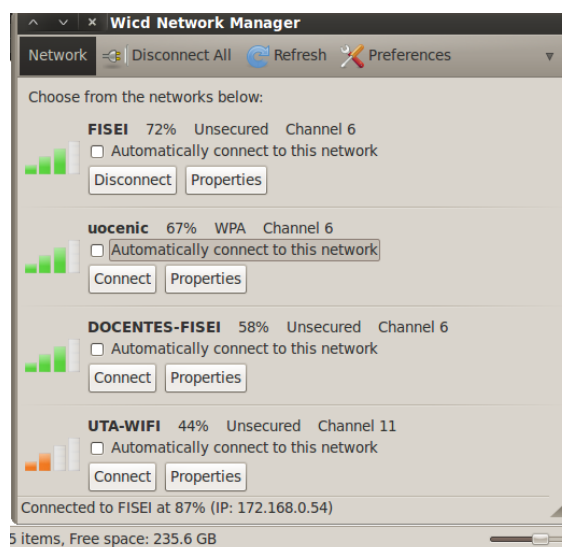 Wicd Network Manager
Network Disconnect All Refresh Preferences
Choose from the networks below:
FISEI 72% Unsecured Channel 6
Automatically connect to this network
Disconnect Properties
uocenic 67% WPA Channel 6
Automatically connect to this network
Connect Properties
DOCENTES-FISEI 58% Unsecured Channel 6
Automatically connect to this network
Connect Properties
UTA-WIFI 44% Unsecured Channel 11
Automatically connect to this network
Connect Properties
Connected to FISEI at 87% (IP: 172.168.0.54)
5 items, Free space: 235.6 GB